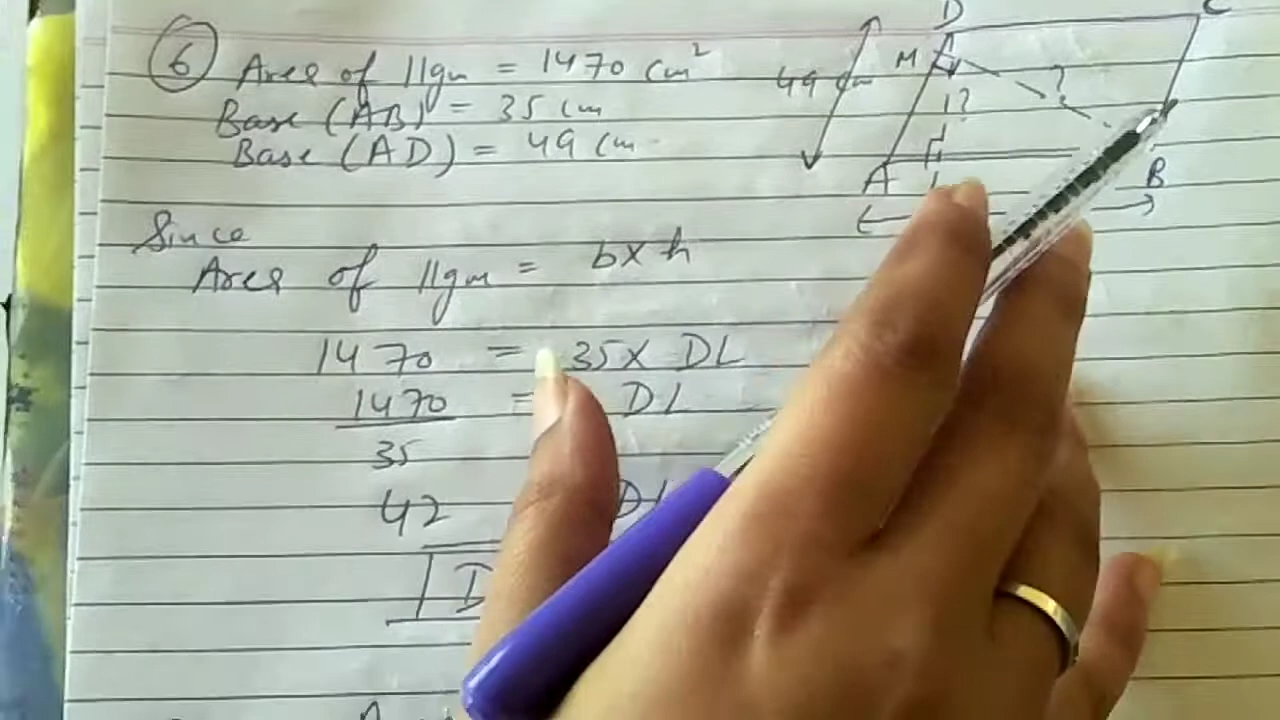 6 Area of ||gm = 1470 cm²
Base (AB) = 35 cm
Base (AD) = 49 cm
D
C
M
49 cm
?
?
A
B
Since
Area of ||gm = b x h
1470 = 35 x DL
1470 = DL
35
42 DL
D